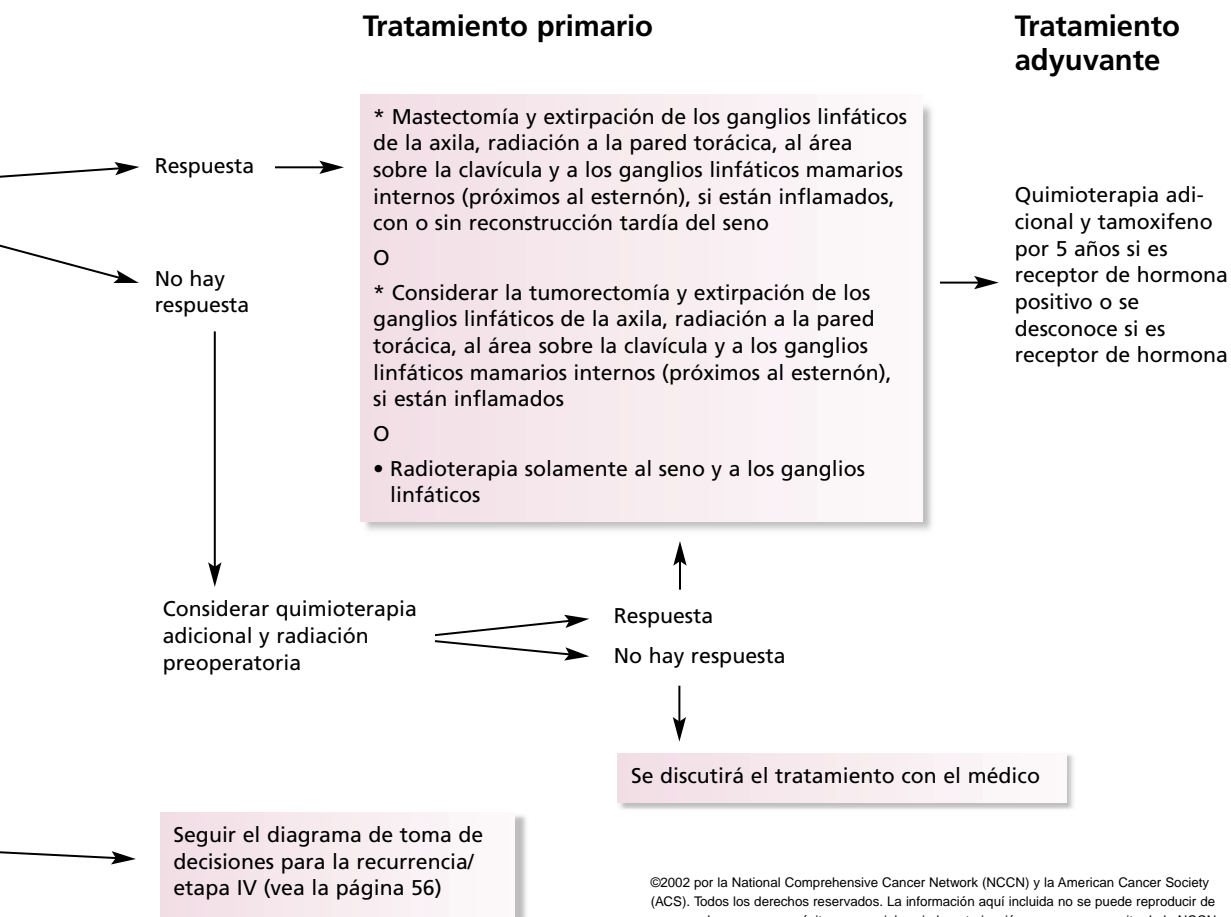 Tratamiento primario
Tratamiento
adyuvante
Respuesta
No hay
respuesta
* Mastectomía y extirpación de los ganglios linfáticos
de la axila, radiación a la pared torácica, al área
sobre la clavícula y a los ganglios linfáticos mamarios
internos (próximos al esternón), si están inflamados,
con o sin reconstrucción tardía del seno
O
* Considerar la tumorectomía y extirpación de los
ganglios linfáticos de la axila, radiación a la pared
torácica, al área sobre la clavícula y a los ganglios
linfáticos mamarios internos (próximos al esternón),
si están inflamados
O
• Radioterapia solamente al seno y a los ganglios
linfáticos
Quimioterapia adi-
cional y tamoxifeno
por 5 años si es
receptor de hormona
positivo o se
desconoce si es
receptor de hormona
Considerar quimioterapia
adicional y radiación
preoperatoria
Respuesta
No hay respuesta
Se discutirá el tratamiento con el médico
Seguir el diagrama de toma de
decisiones para la recurrencia/
etapa IV (vea la página 56)
©2002 por la National Comprehensive Cancer Network (NCCN) y la American Cancer Society
(ACS). Todos los derechos reservados. La información aquí incluida no se puede reproducir de